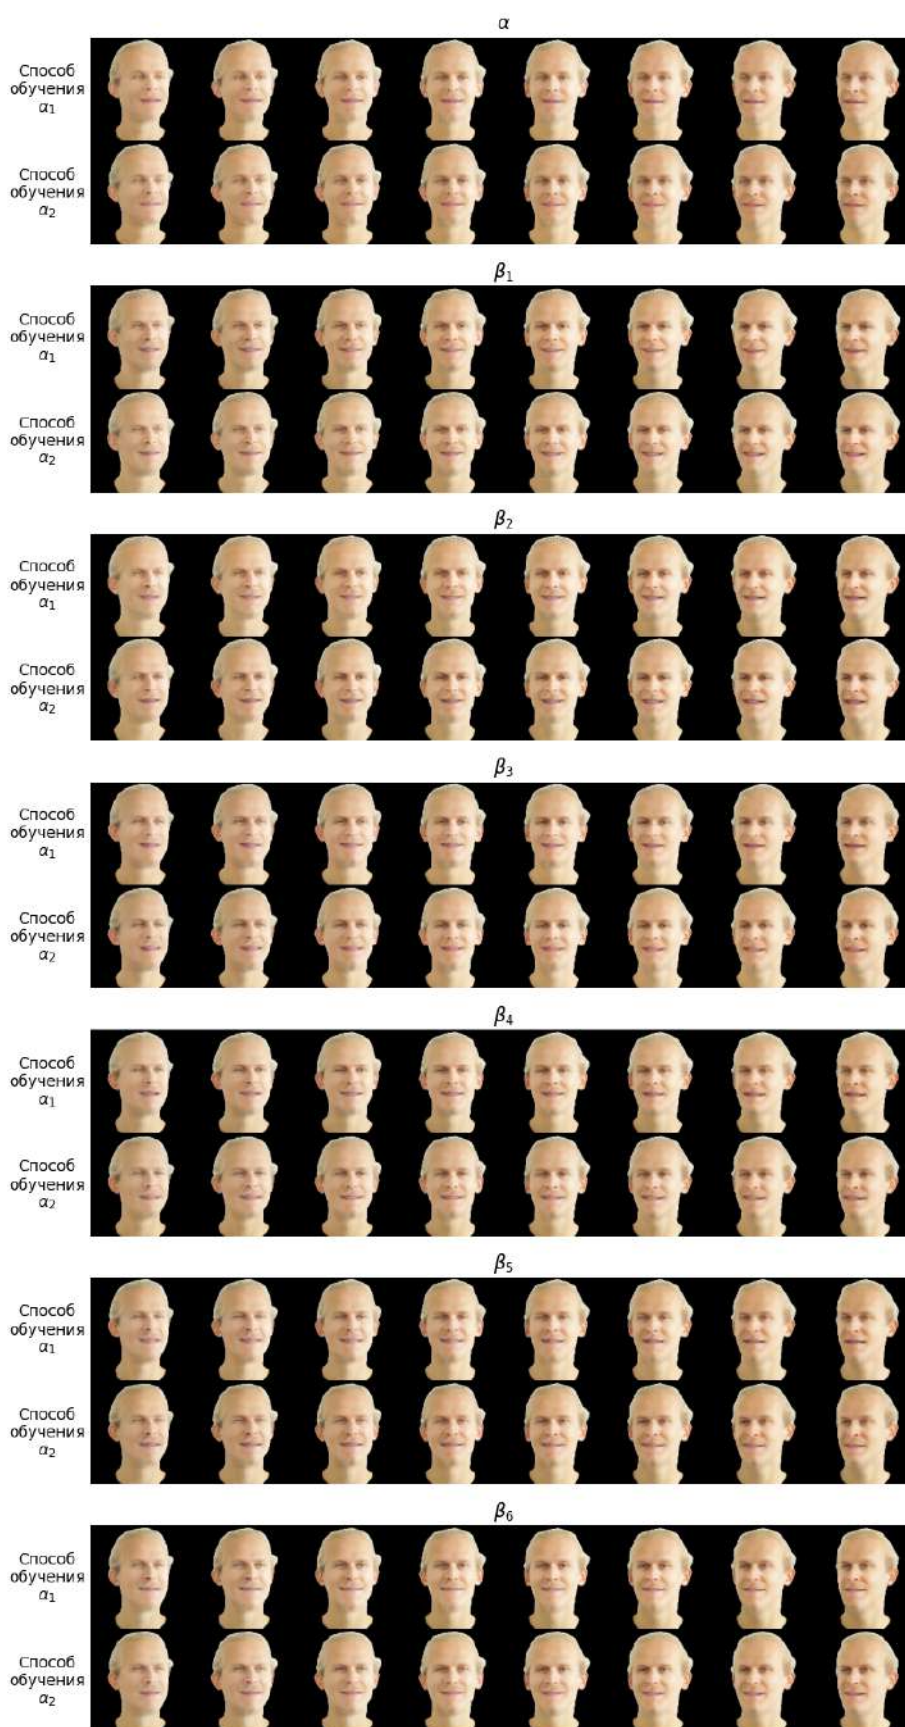 α
Способ
обучения
α₁
Способ
обучения
α₂
β₁
Способ
обучения
α₁
Способ
обучения
α₂
β₂
Способ
обучения
α₁
Способ
обучения
α₂
β₃
Способ
обучения
α₁
Способ
обучения
α₂
β₄
Способ
обучения
α₁
Способ
обучения
α₂
β₅
Способ
обучения
α₁
Способ
обучения
α₂
β₆
Способ
обучения
α₁
Способ
обучения
α₂